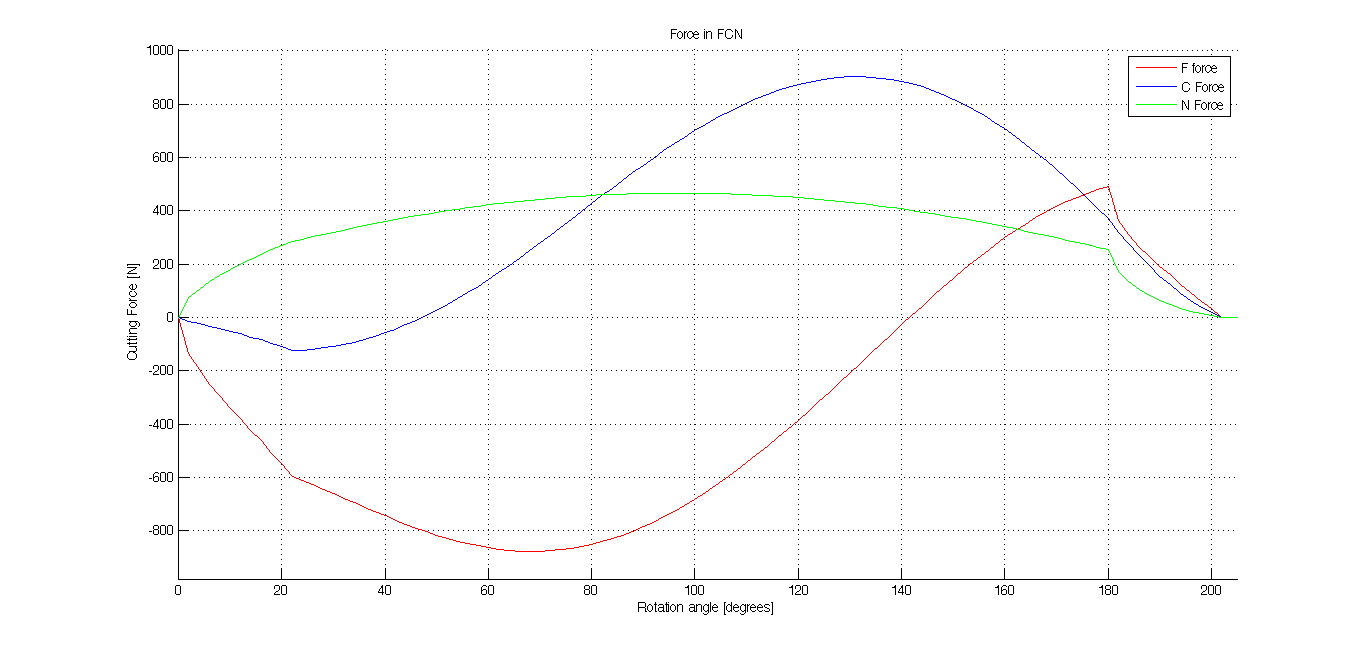 Force in FCN
F force
C Force
N Force
1000
800
600
400
200
0
-200
-400
-600
-800
Cutting Force [N]
0 20 40 60 80 100 120 140 160 180 200
Rotation angle [degrees]